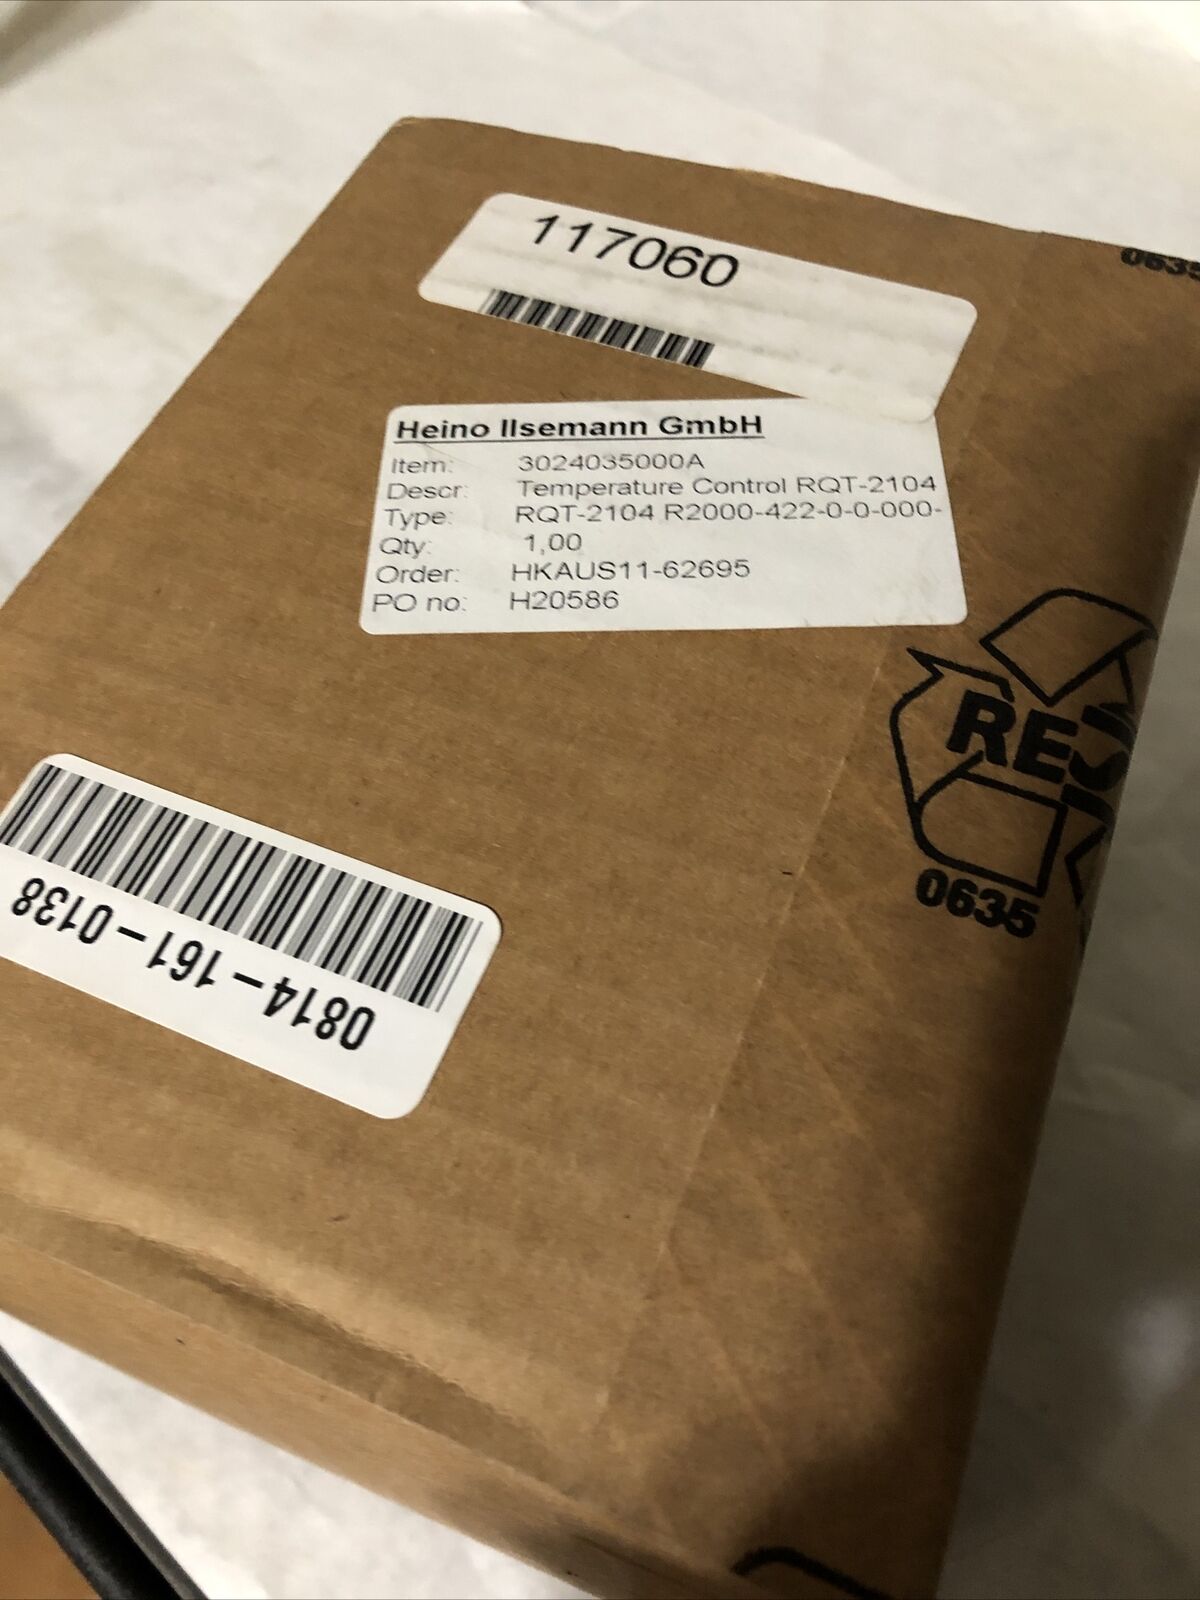 117060
0635
Heino Ilsemann GmbH
Item: 3024035000A
Descr: Temperature Control RQT-2104
Type: RQT-2104 R2000-422-0-0-000-
Qty: 1,00
Order: HKAUS11-62695
PO no: H20586
RESY
0635
0814-161-0138